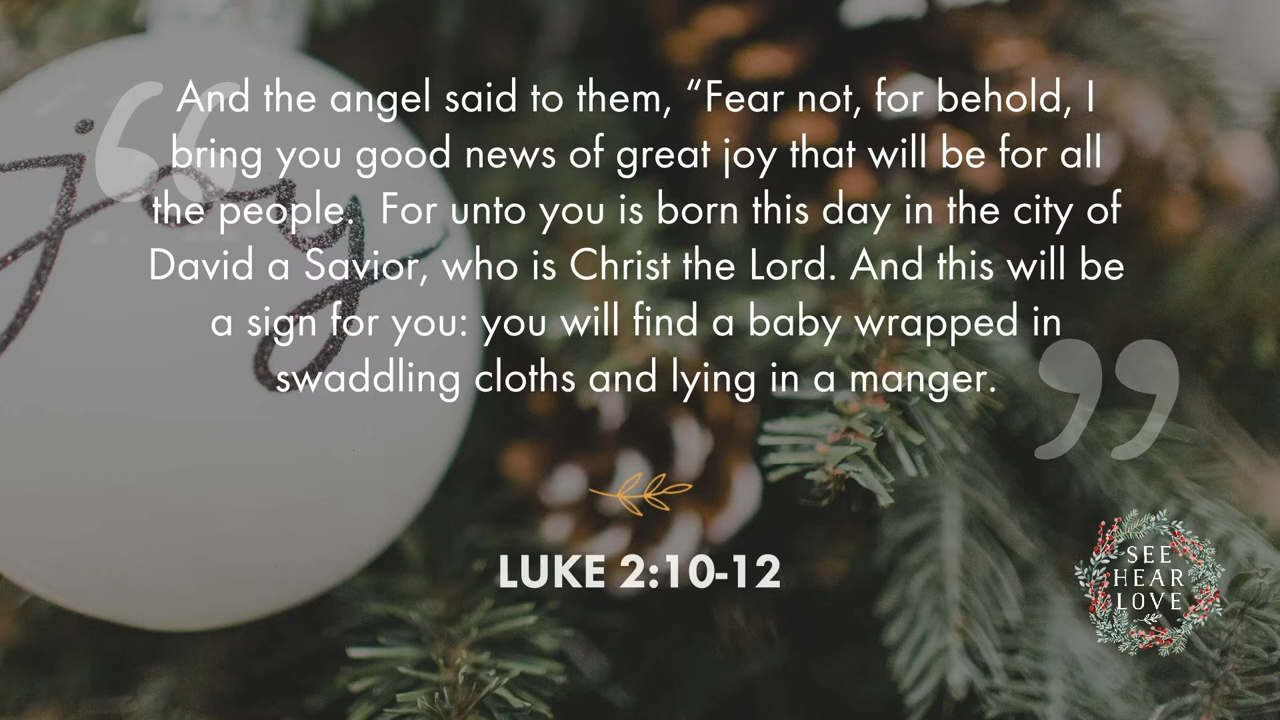 joy
And the angel said to them, “Fear not, for behold, I
bring you good news of great joy that will be for all
the people.  For unto you is born this day in the city of
David a Savior, who is Christ the Lord. And this will be
a sign for you: you will find a baby wrapped in
swaddling cloths and lying in a manger.
”
LUKE 2:10-12
SEE
HEAR
LOVE